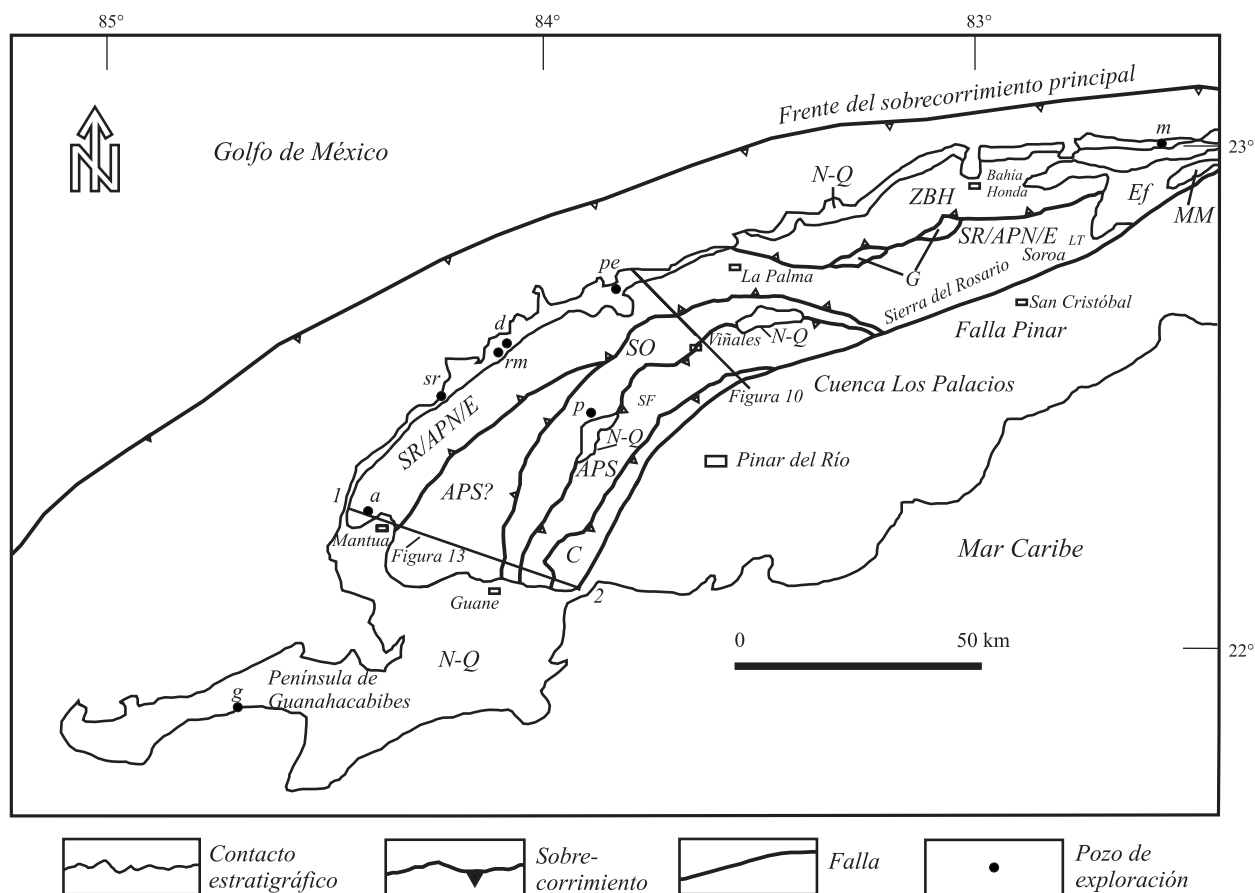 85°
84°
83°
Frente del sobrecorrimiento principal
Golfo de México
m
23°
N-Q
Bahía
Honda
ZBH
Ef
MM
SR/APN/E
LT
Soroa
pe
G
La Palma
Sierra del Rosario
San Cristóbal
d
rm
SO
Viñales
N-Q
Falla Pinar
sr
Cuenca Los Palacios
p
SF
Figura 10
SR/APN/E
N-Q
APS
Pinar del Río
APS?
1
a
Mantua
Figura 13
C
Mar Caribe
Guane
2
0
50 km
22°
N-Q
Península de
Guanahacabibes
g
N
Contacto
estratigráfico
Sobre-
corrimiento
Falla
Pozo de
exploración